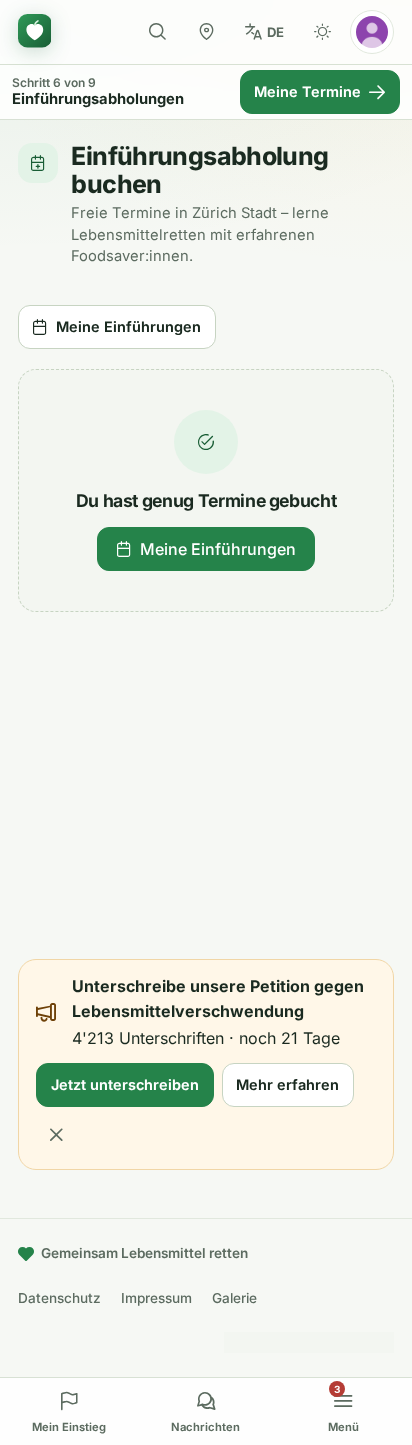 DE
Schritt 6 von 9
Einführungsabholungen
Meine Termine
Einführungsabholung
buchen
Freie Termine in Zürich Stadt – lerne
Lebensmittelretten mit erfahrenen
Foodsaver:innen.
Meine Einführungen
Du hast genug Termine gebucht
Meine Einführungen
Unterschreibe unsere Petition gegen
Lebensmittelverschwendung
4'213 Unterschriften · noch 21 Tage
Jetzt unterschreiben
Mehr erfahren
Gemeinsam Lebensmittel retten
Datenschutz Impressum Galerie
3
Mein Einstieg Nachrichten Menü